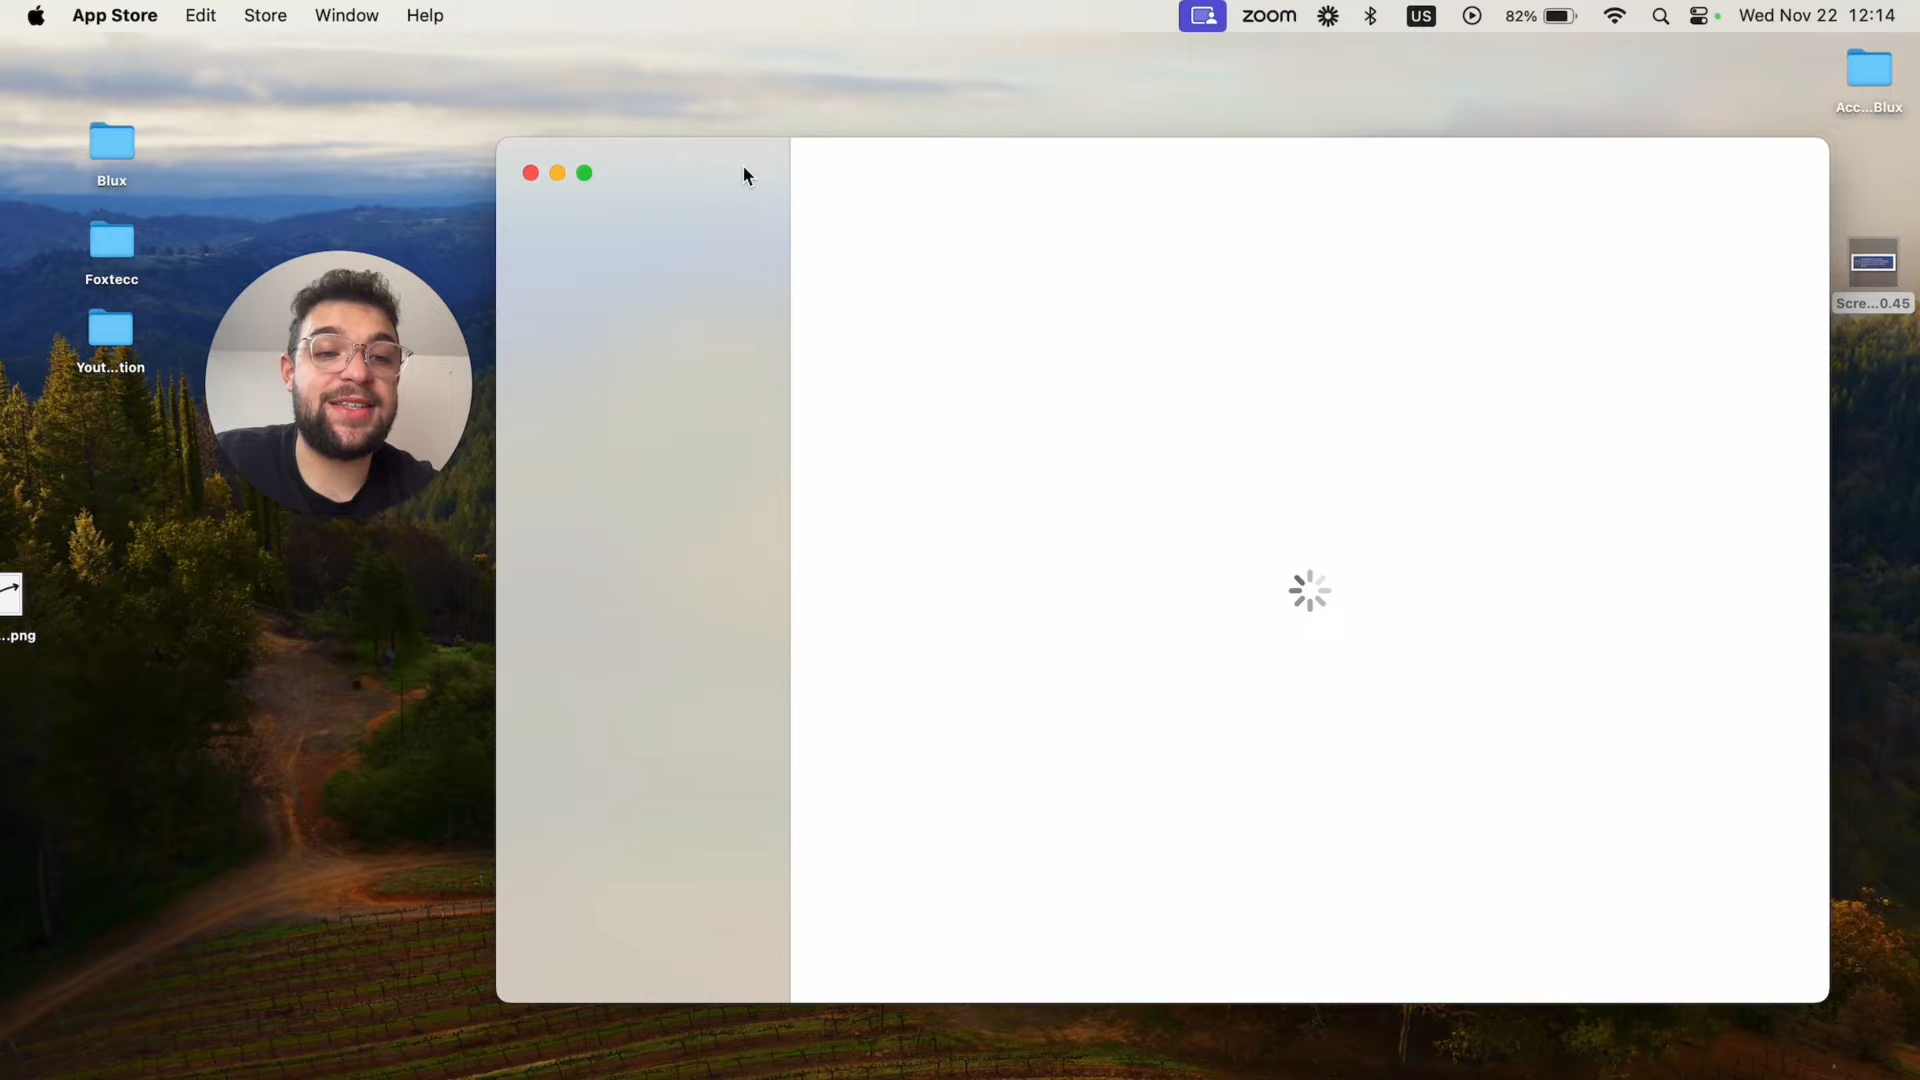 App Store Edit Store Window Help zoom US 82% Wed Nov 22 12:14
Acc...Blux
Blux
Foxtecc
Scre...0.45
Yout...tion
...png